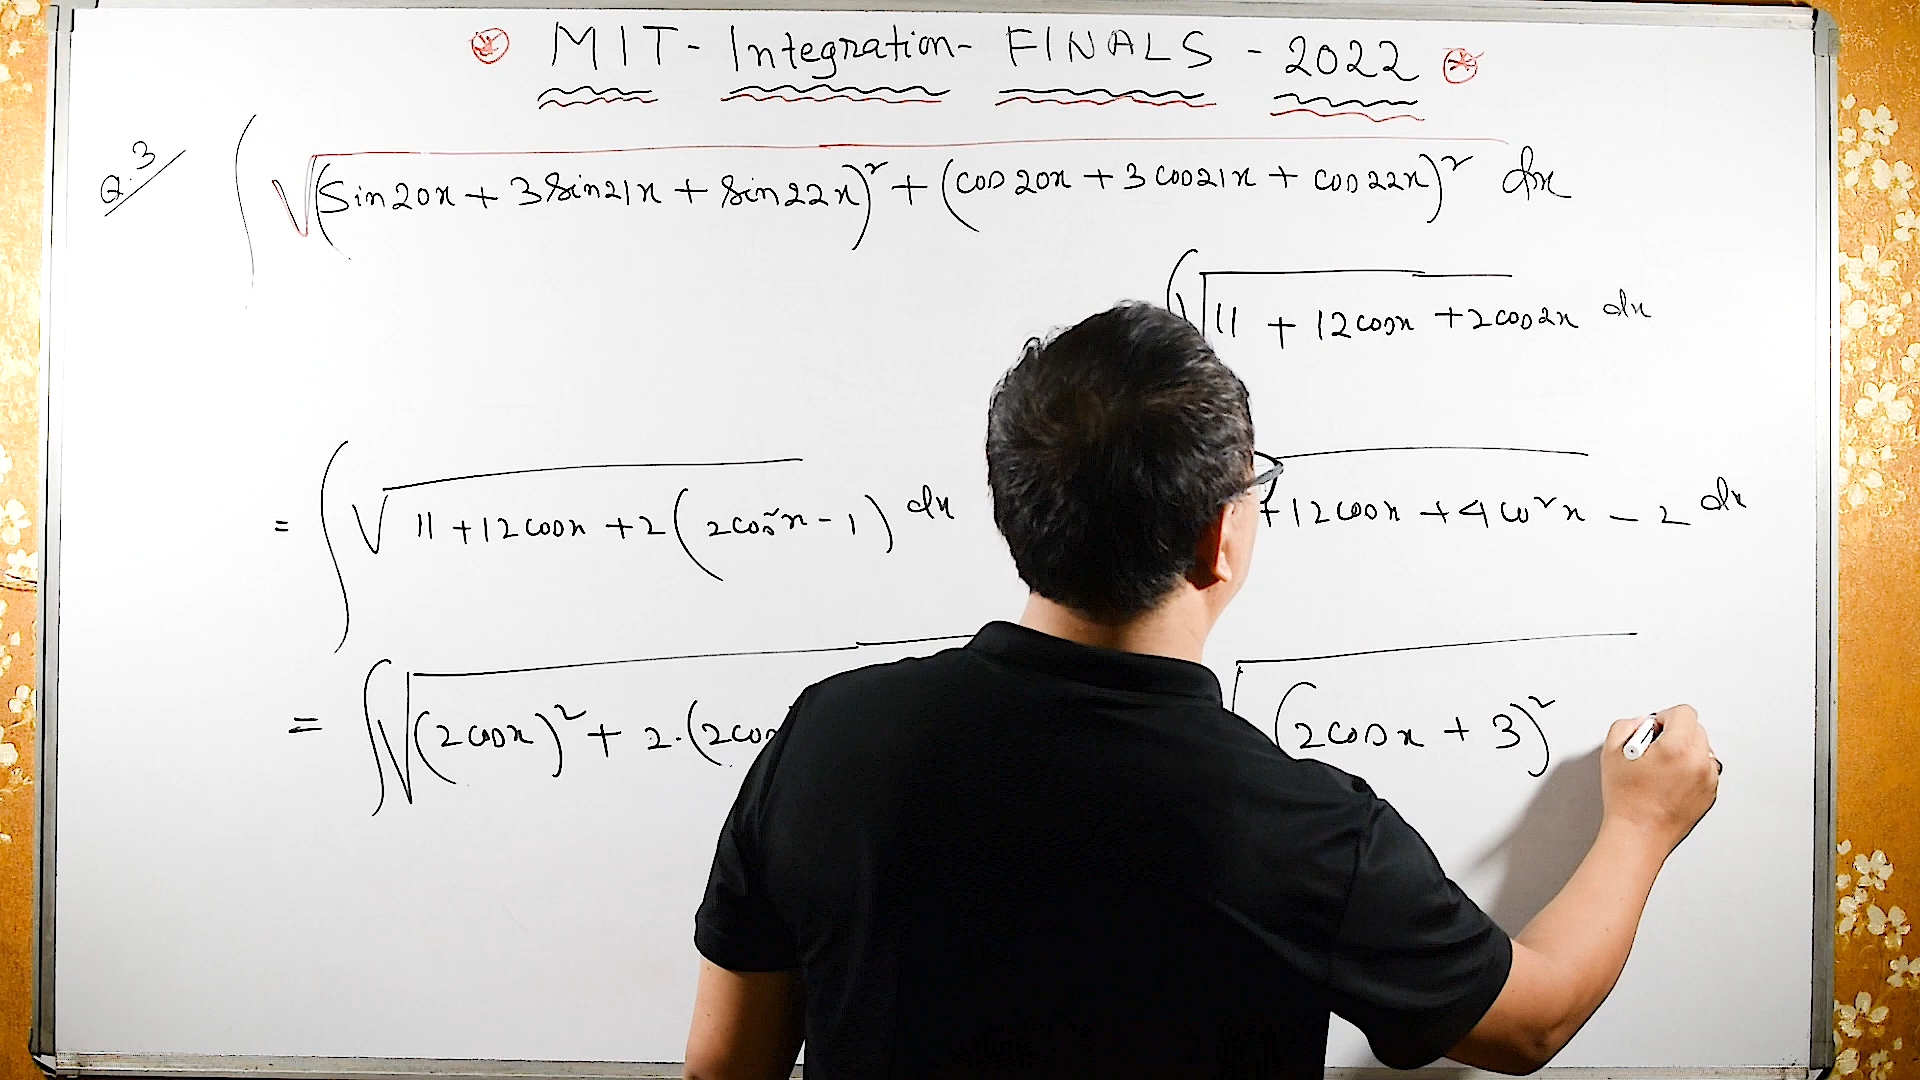 MIT - Integration - FINALS - 2022
Q.3 ∫ √(Sin20x + 3Sin21x + Sin22x)² + (cos20x + 3cos21x + cos22x)² dx
∫ √11 + 12cosx + 2cos2x dx
= ∫ √11 + 12cosx + 2(2cos²x - 1) dx + 12cosx + 4cos²x - 2 dx
= ∫ √(2cosx)² + 2·(2cos √(2cosx + 3)²